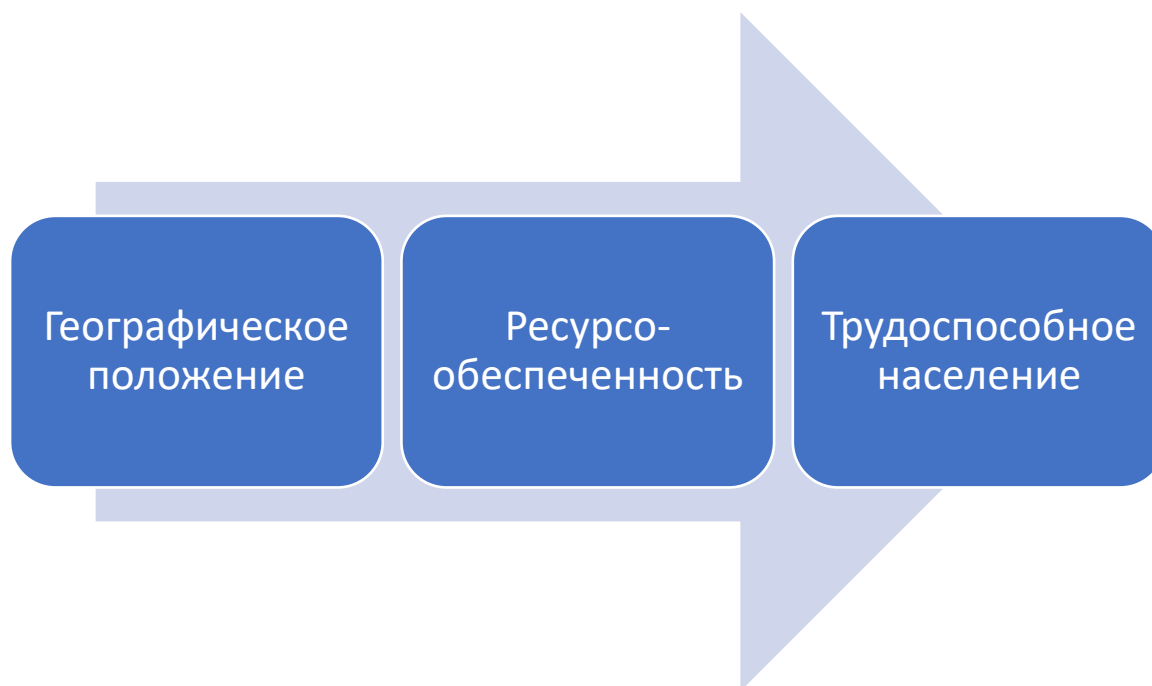 Географическое
положение
Ресурсо-
обеспеченность
Трудоспособное
население